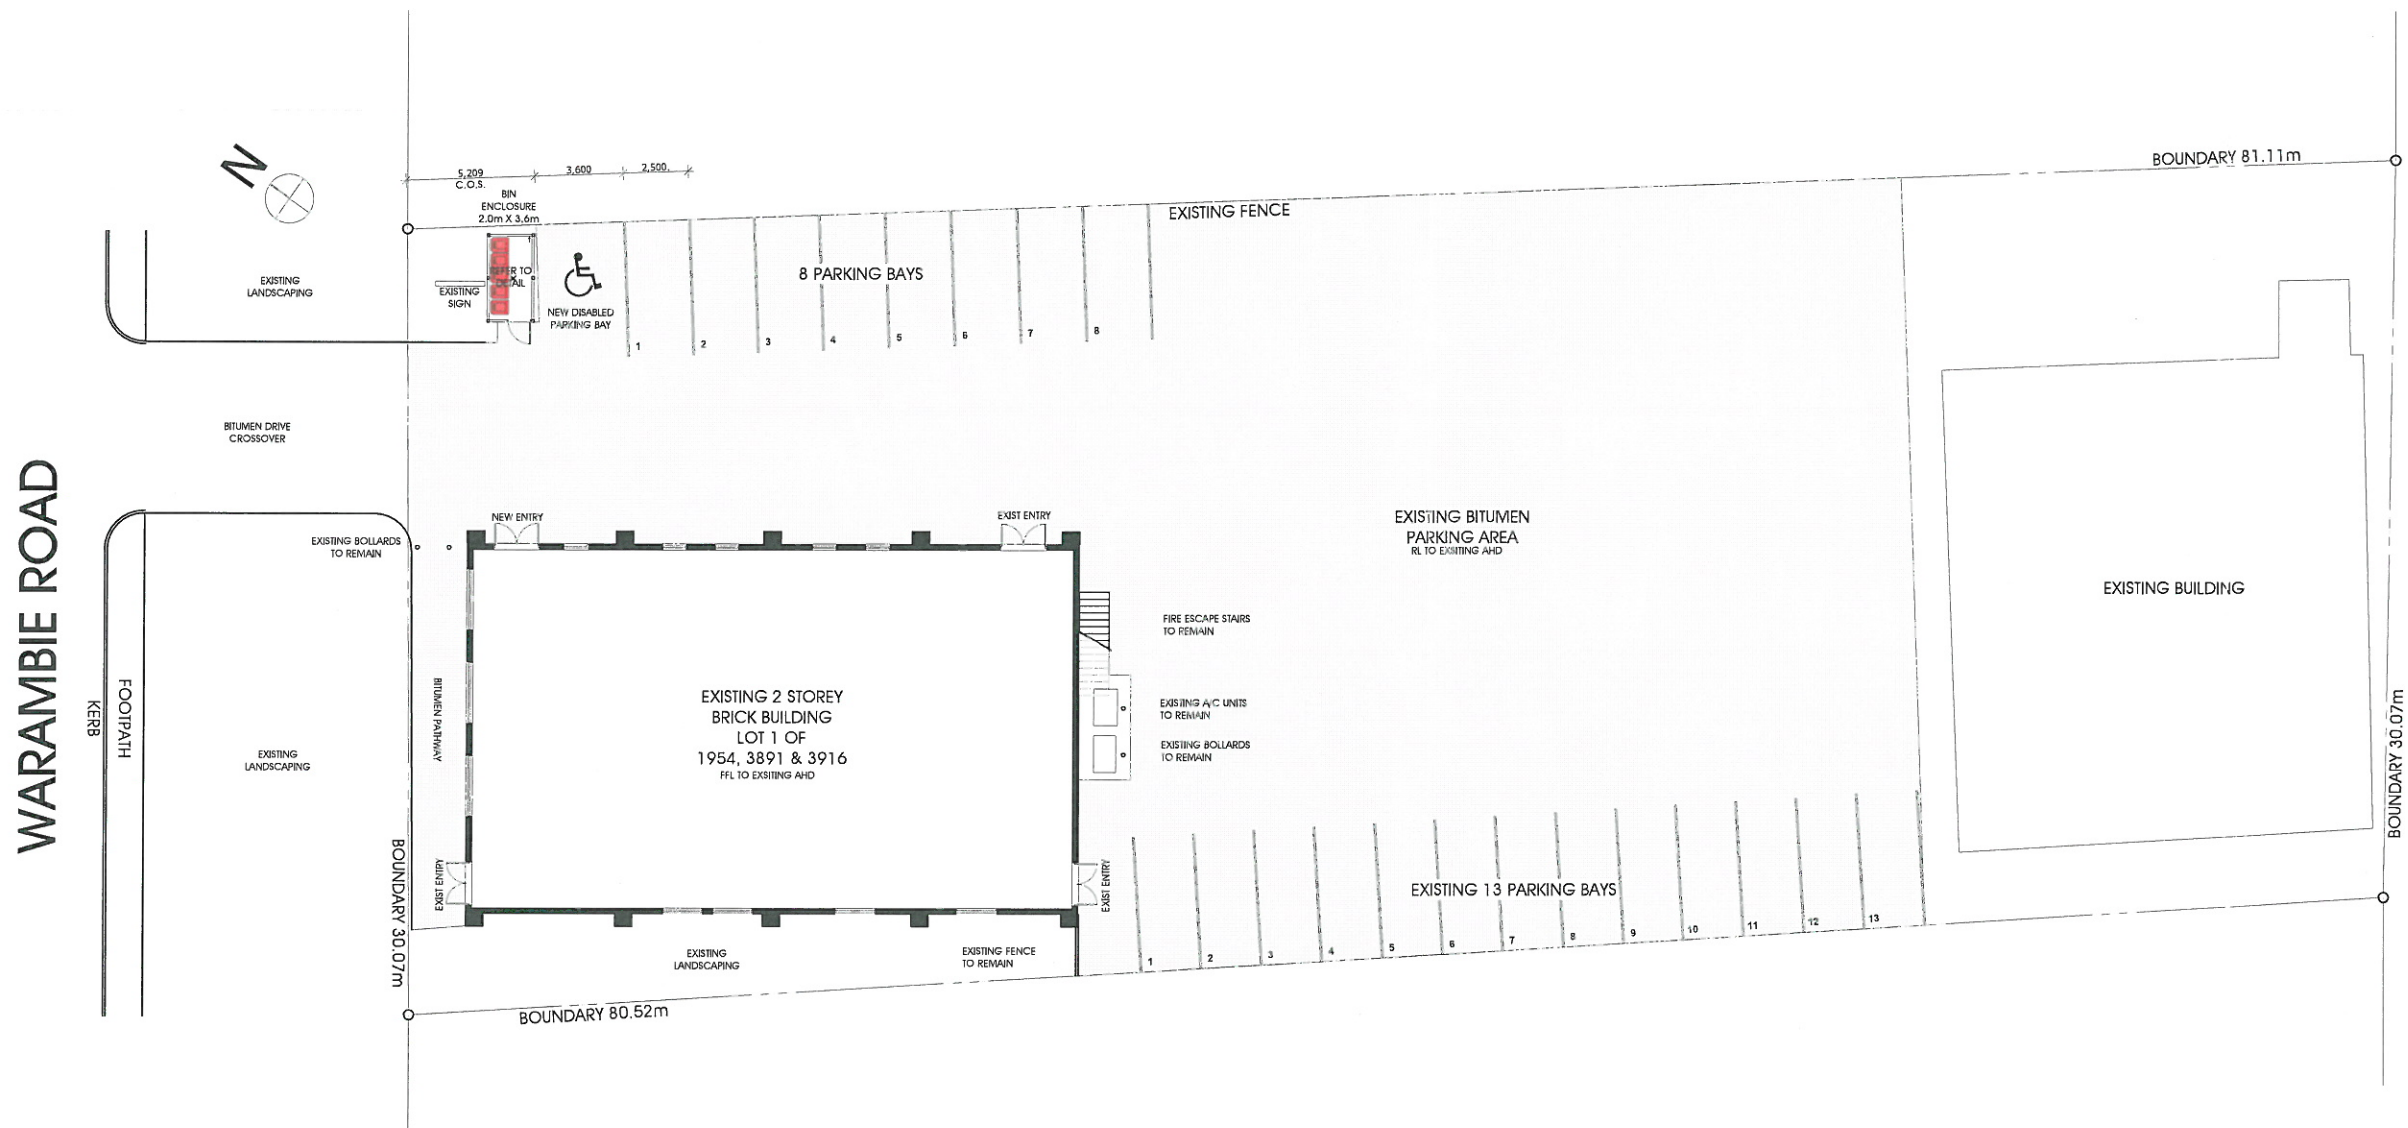 N
5,209
C.O.S.
3,600
2,500
BOUNDARY 81.11m
BIN
ENCLOSURE
2.0m X 3.6m
EXISTING FENCE
EXISTING
LANDSCAPING
EXISTING
SIGN
REFER TO
DETAIL
NEW DISABLED
PARKING BAY
8 PARKING BAYS
1
2
3
4
5
6
7
8
BITUMEN DRIVE
CROSSOVER
WARAMBIE ROAD
KERB
FOOTPATH
EXISTING BOLLARDS
TO REMAIN
NEW ENTRY
EXIST ENTRY
EXISTING BITUMEN
PARKING AREA
RL TO EXSITING AHD
EXISTING BUILDING
FIRE ESCAPE STAIRS
TO REMAIN
EXISTING A/C UNITS
TO REMAIN
EXISTING BOLLARDS
TO REMAIN
BITUMEN PATHWAY
EXISTING 2 STOREY
BRICK BUILDING
LOT 1 OF
1954, 3891 & 3916
FFL TO EXSITING AHD
EXISTING
LANDSCAPING
BOUNDARY 30.07m
EXIST ENTRY
EXIST ENTRY
BOUNDARY 30.07m
EXISTING 13 PARKING BAYS
1
2
3
4
5
6
7
8
9
10
11
12
13
EXISTING
LANDSCAPING
EXISTING FENCE
TO REMAIN
BOUNDARY 80.52m